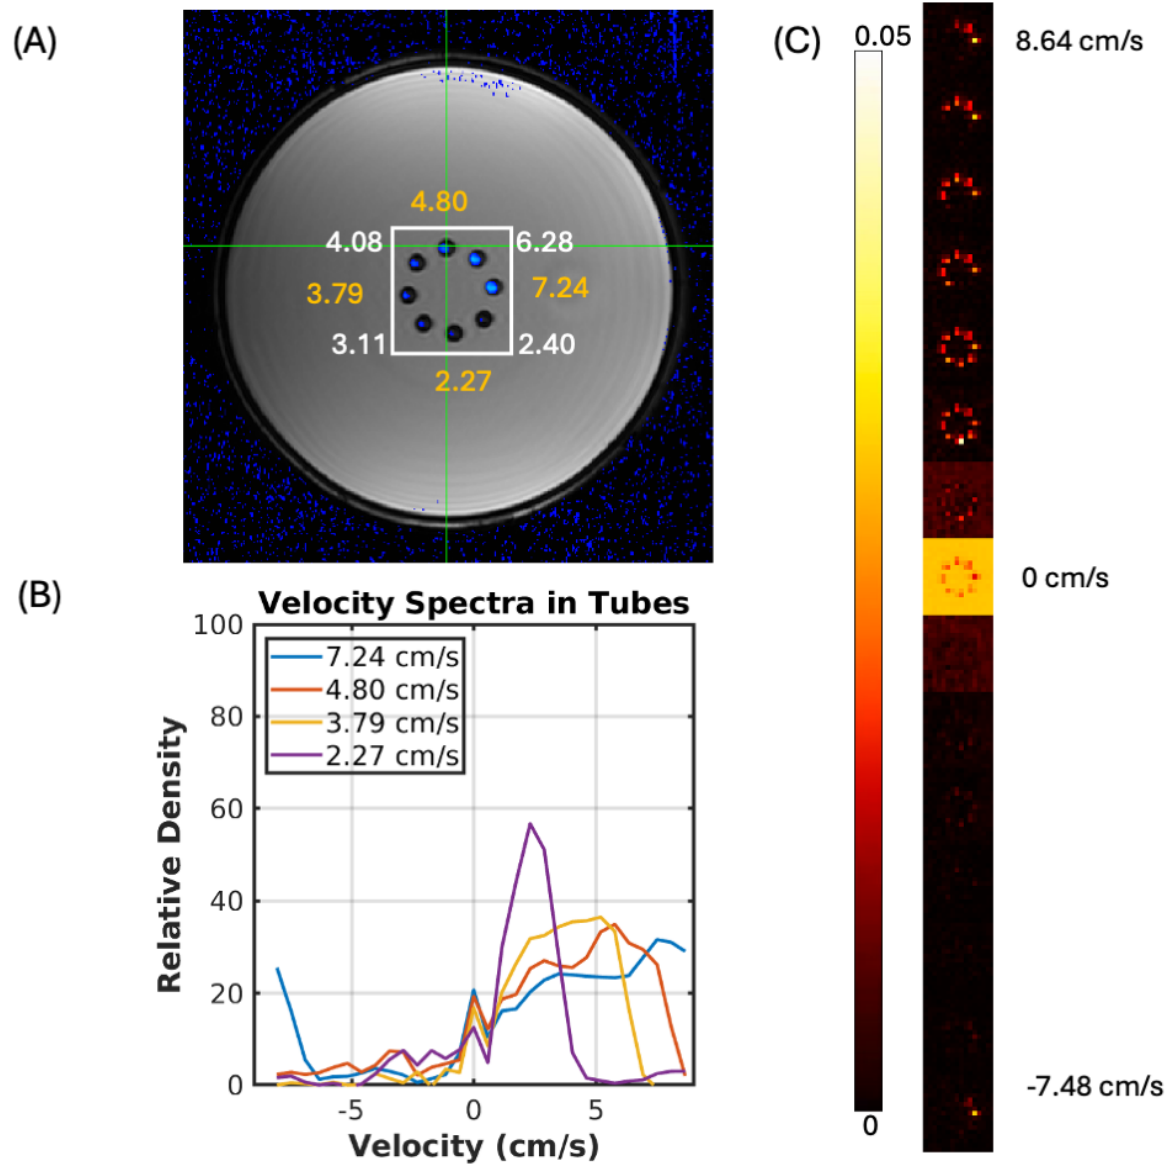 (A)
4.80
4.08
6.28
3.79
7.24
3.11
2.40
2.27
(B)
Velocity Spectra in Tubes
100
80
60
40
20
0
7.24 cm/s
4.80 cm/s
3.79 cm/s
2.27 cm/s
Relative Density
-5
0
5
Velocity (cm/s)
(C)
0.05
0
8.64 cm/s
0 cm/s
-7.48 cm/s